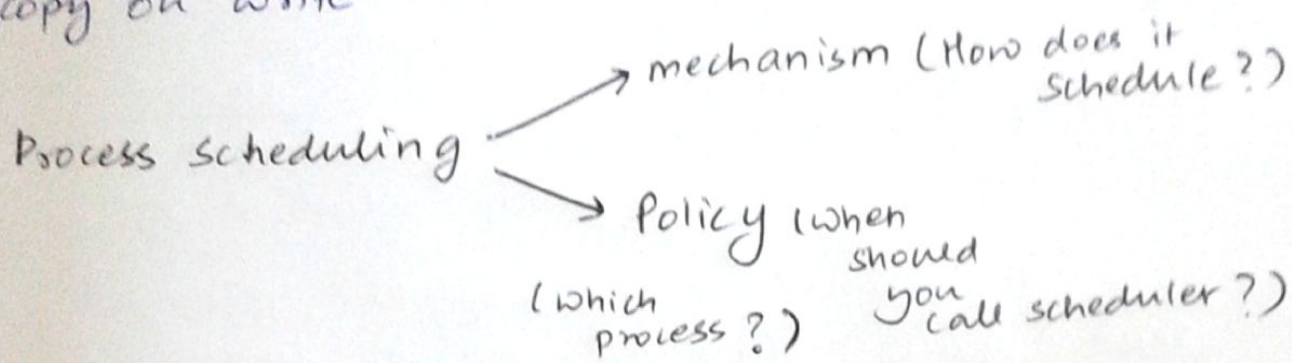 copy on write
mechanism (How does it
schedule?)
Process scheduling
Policy (when
should
(which you
process?) call scheduler?)